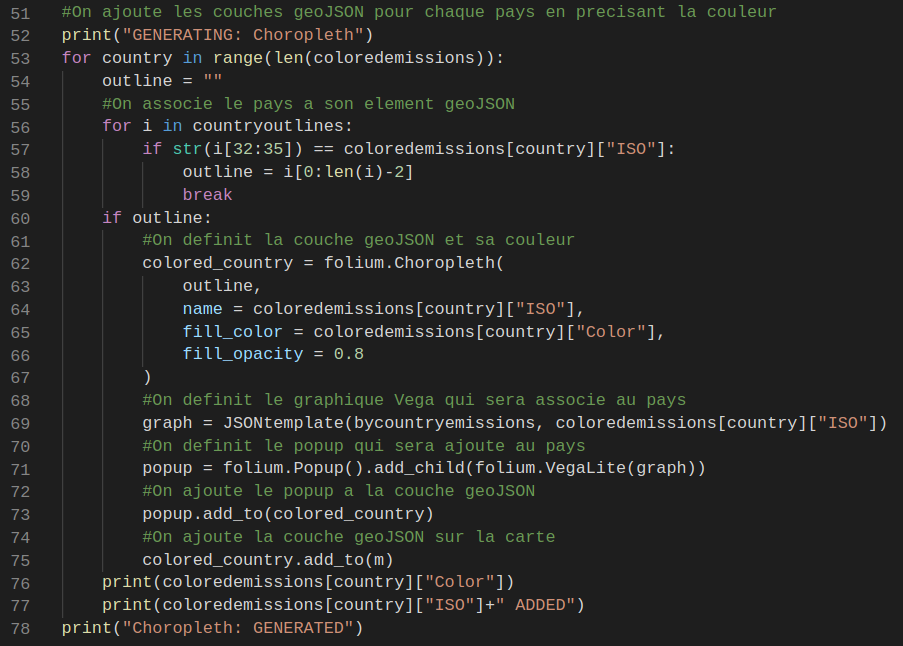 51 #On ajoute les couches geoJSON pour chaque pays en precisant la couleur
52 print("GENERATING: Choropleth")
53 for country in range(len(coloredemissions)):
54     outline = ""
55     #On associe le pays a son element geoJSON
56     for i in countryoutlines:
57         if str(i[32:35]) == coloredemissions[country]["ISO"]:
58             outline = i[0:len(i)-2]
59             break
60     if outline:
61         #On definit la couche geoJSON et sa couleur
62         colored_country = folium.Choropleth(
63             outline,
64             name = coloredemissions[country]["ISO"],
65             fill_color = coloredemissions[country]["Color"],
66             fill_opacity = 0.8
67         )
68         #On definit le graphique Vega qui sera associe au pays
69         graph = JSONtemplate(bycountryemissions, coloredemissions[country]["ISO"])
70         #On definit le popup qui sera ajoute au pays
71         popup = folium.Popup().add_child(folium.VegaLite(graph))
72         #On ajoute le popup a la couche geoJSON
73         popup.add_to(colored_country)
74         #On ajoute la couche geoJSON sur la carte
75         colored_country.add_to(m)
76     print(coloredemissions[country]["Color"])
77     print(coloredemissions[country]["ISO"]+" ADDED")
78 print("Choropleth: GENERATED")